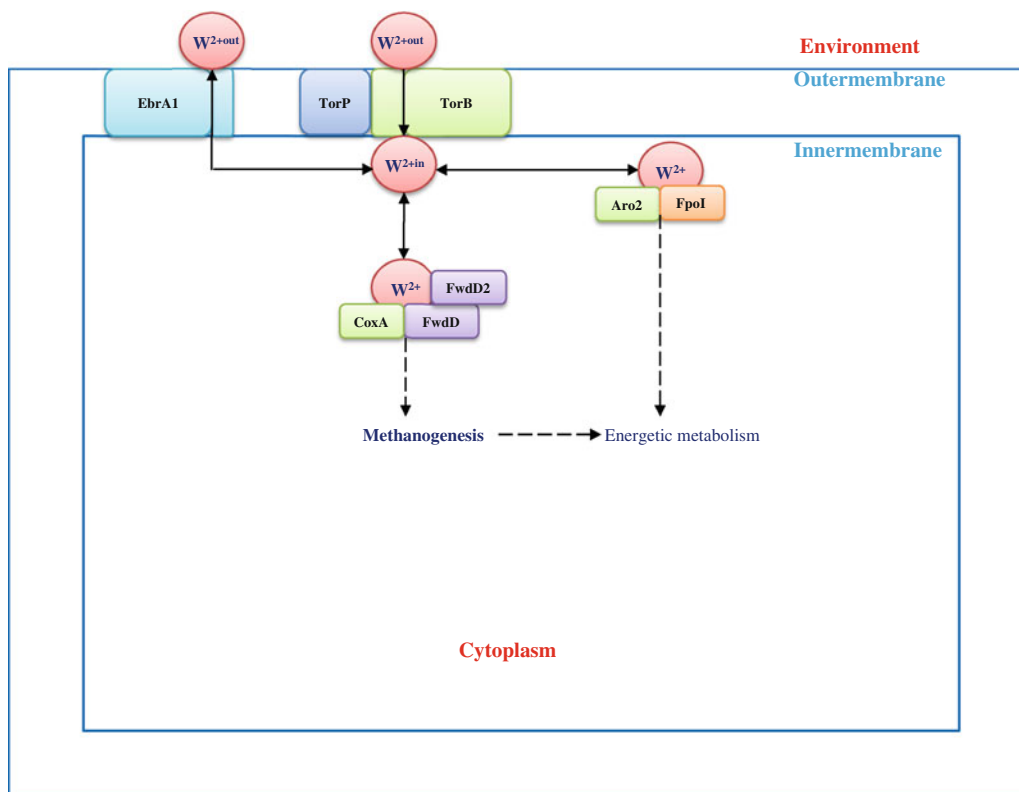 W2+out
W2+out
Environment
Outermembrane
EbrA1
TorP
TorB
Innermembrane
W2+in
W2+
Aro2
FpoI
W2+
FwdD2
CoxA
FwdD
Methanogenesis
Energetic metabolism
Cytoplasm